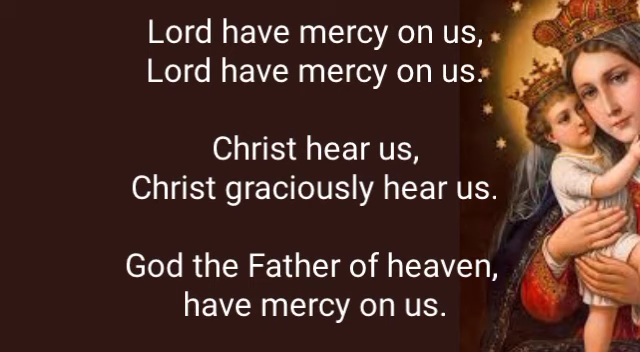 Lord have mercy on us,
Lord have mercy on us.
Christ hear us,
Christ graciously hear us.
God the Father of heaven,
have mercy on us.